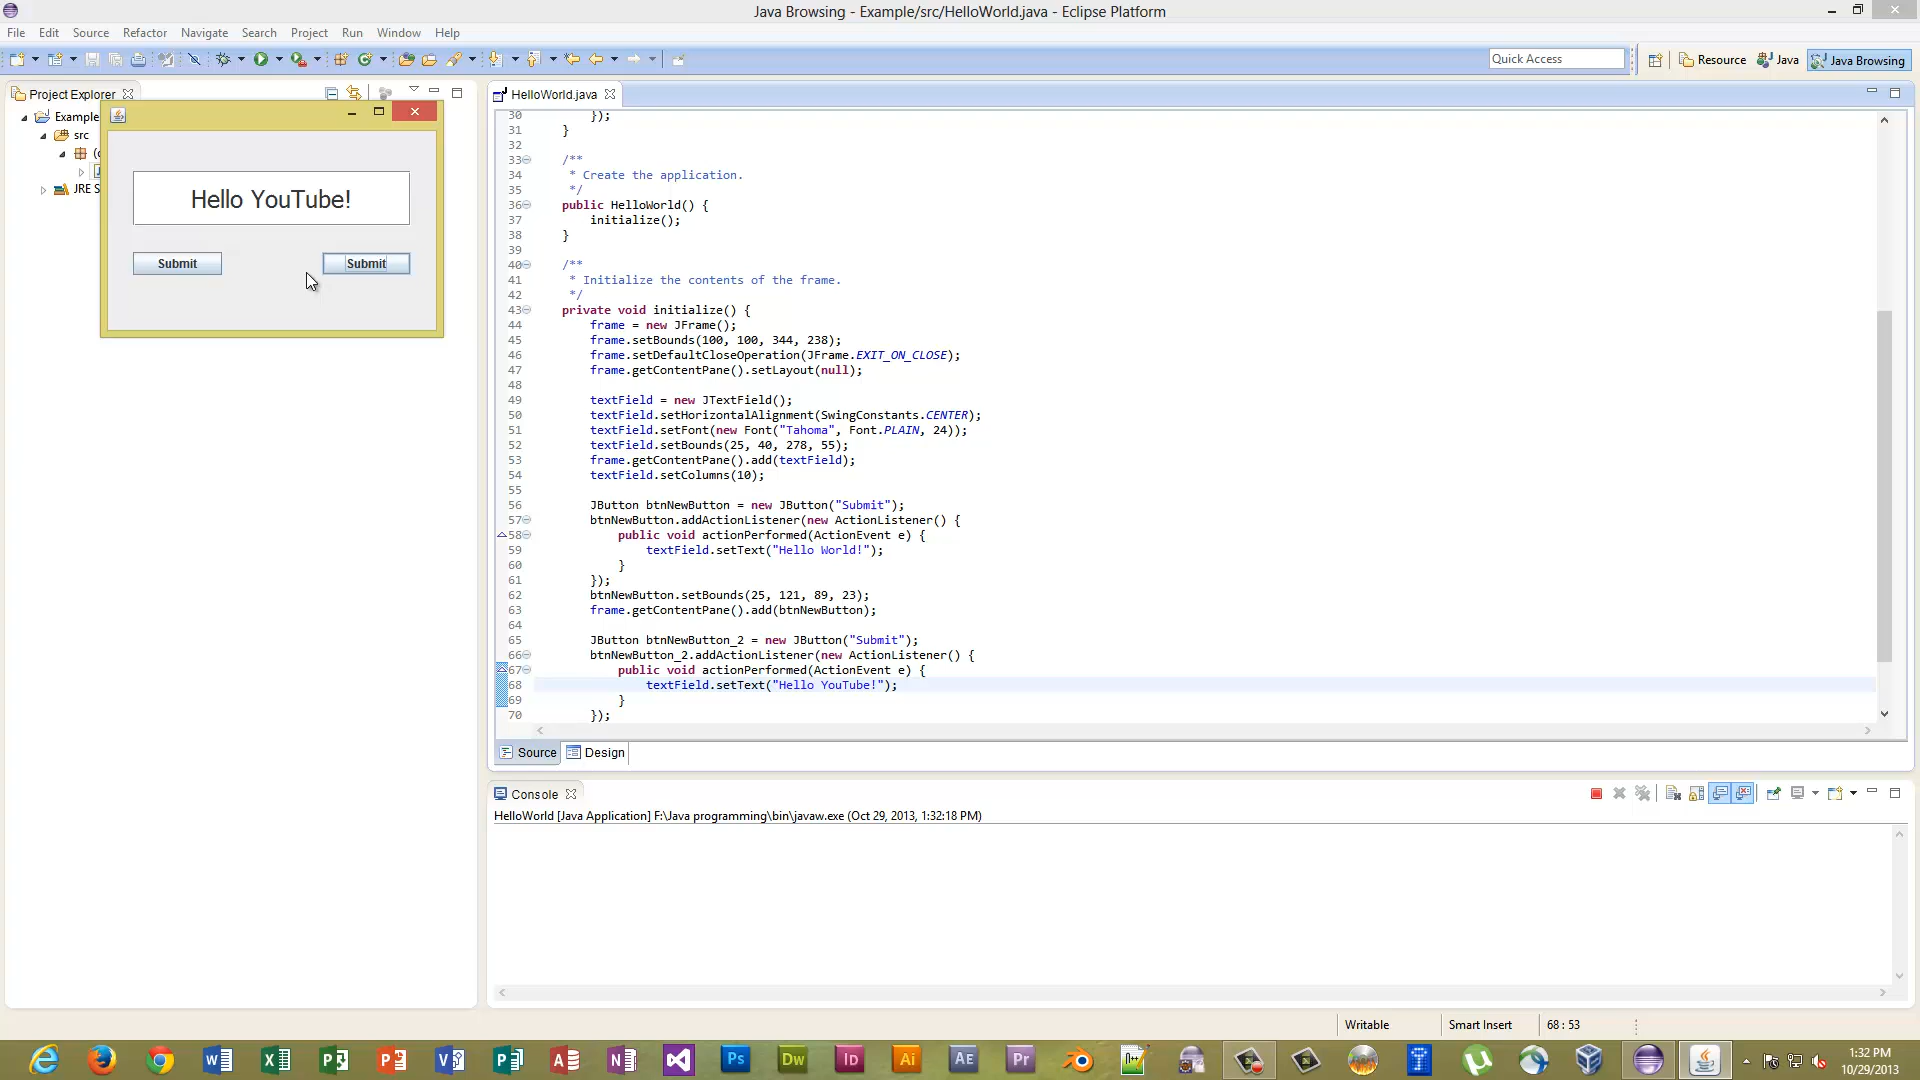 Java Browsing - Example/src/HelloWorld.java - Eclipse Platform
File Edit Source Refactor Navigate Search Project Run Window Help
Quick Access
Resource
Java
Java Browsing
Project Explorer
Example
src
JRE S
Hello YouTube!
Submit
Submit
HelloWorld.java
30 });
31 }
32
33 /**
34 * Create the application.
35 */
36 public HelloWorld() {
37 initialize();
38 }
39
40 /**
41 * Initialize the contents of the frame.
42 */
43 private void initialize() {
44 frame = new JFrame();
45 frame.setBounds(100, 100, 344, 238);
46 frame.setDefaultCloseOperation(JFrame.EXIT_ON_CLOSE);
47 frame.getContentPane().setLayout(null);
48
49 textField = new JTextField();
50 textField.setHorizontalAlignment(SwingConstants.CENTER);
51 textField.setFont(new Font("Tahoma", Font.PLAIN, 24));
52 textField.setBounds(25, 40, 278, 55);
53 frame.getContentPane().add(textField);
54 textField.setColumns(10);
55
56 JButton btnNewButton = new JButton("Submit");
57 btnNewButton.addActionListener(new ActionListener() {
58 public void actionPerformed(ActionEvent e) {
59 textField.setText("Hello World!");
60 }
61 });
62 btnNewButton.setBounds(25, 121, 89, 23);
63 frame.getContentPane().add(btnNewButton);
64
65 JButton btnNewButton_2 = new JButton("Submit");
66 btnNewButton_2.addActionListener(new ActionListener() {
67 public void actionPerformed(ActionEvent e) {
68 textField.setText("Hello YouTube!");
69 }
70 });
Source Design
Console
HelloWorld [Java Application] F:\Java programming\bin\javaw.exe (Oct 29, 2013, 1:32:18 PM)
Writable
Smart Insert
68 : 53
Ps
Dw
Id
Ai
AE
Pr
1:32 PM
10/29/2013